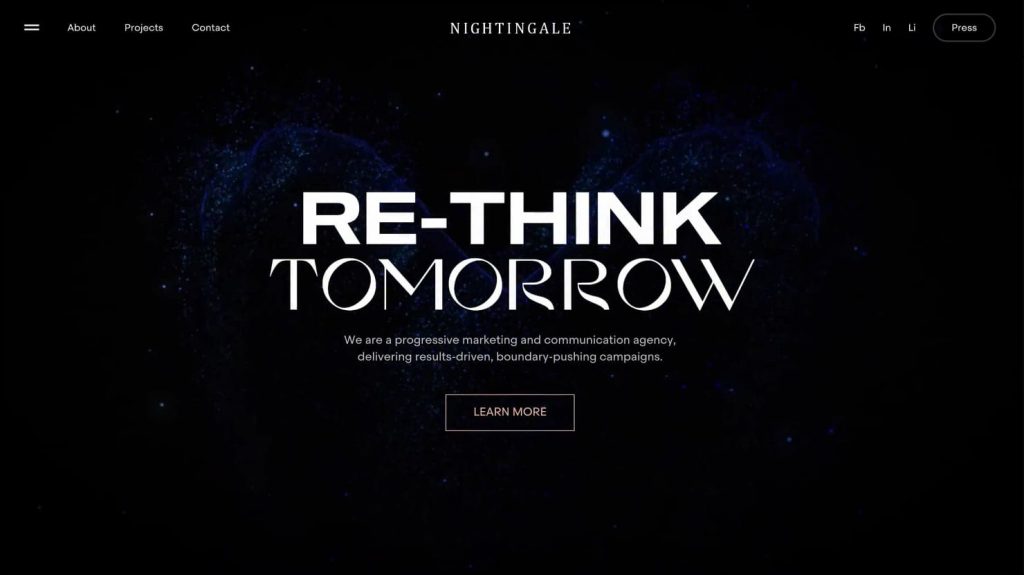 About
Projects
Contact
NIGHTINGALE
Fb
In
Li
Press
RE-THINK
TOMORROW
We are a progressive marketing and communication agency,
delivering results-driven, boundary-pushing campaigns.
LEARN MORE